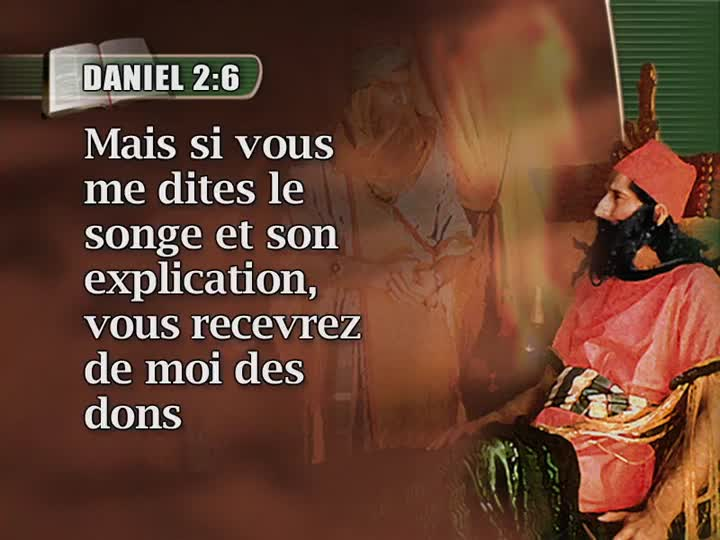 DANIEL 2:6
Mais si vous
me dites le
songe et son
explication,
vous recevrez
de moi des
dons